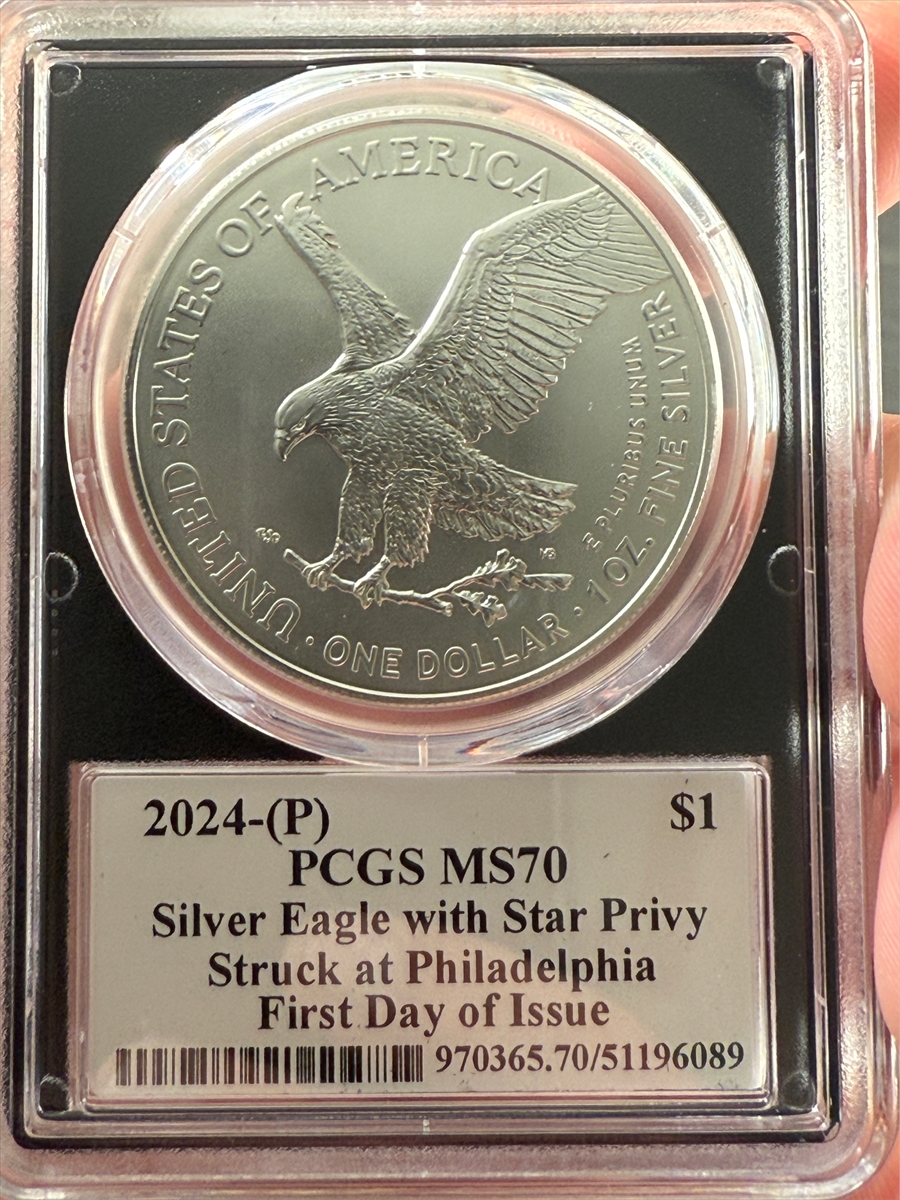 UNITED STATES OF AMERICA
E PLURIBUS UNUM
1 OZ. FINE SILVER
· ONE DOLLAR ·
MG
2024-(P) $1
PCGS MS70
Silver Eagle with Star Privy
Struck at Philadelphia
First Day of Issue
970365.70/51196089